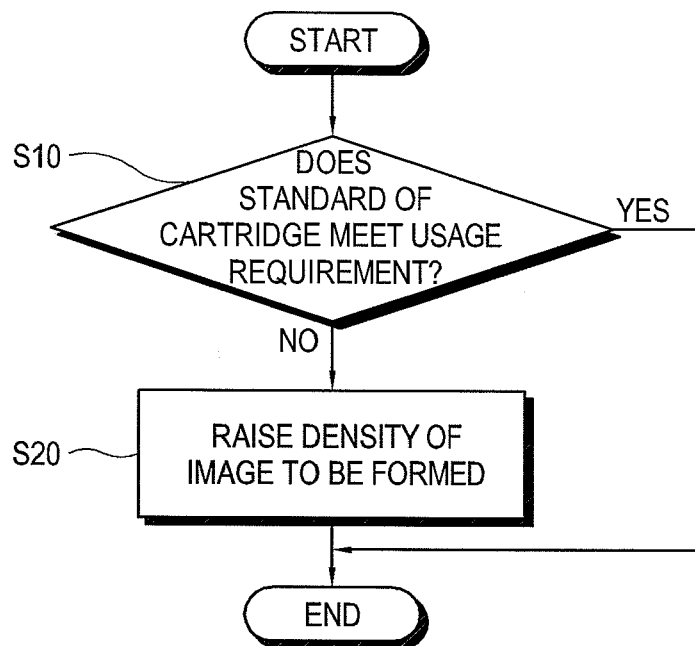 START
S10
DOES
STANDARD OF
CARTRIDGE MEET USAGE
REQUIREMENT?
YES
NO
S20
RAISE DENSITY OF
IMAGE TO BE FORMED
END